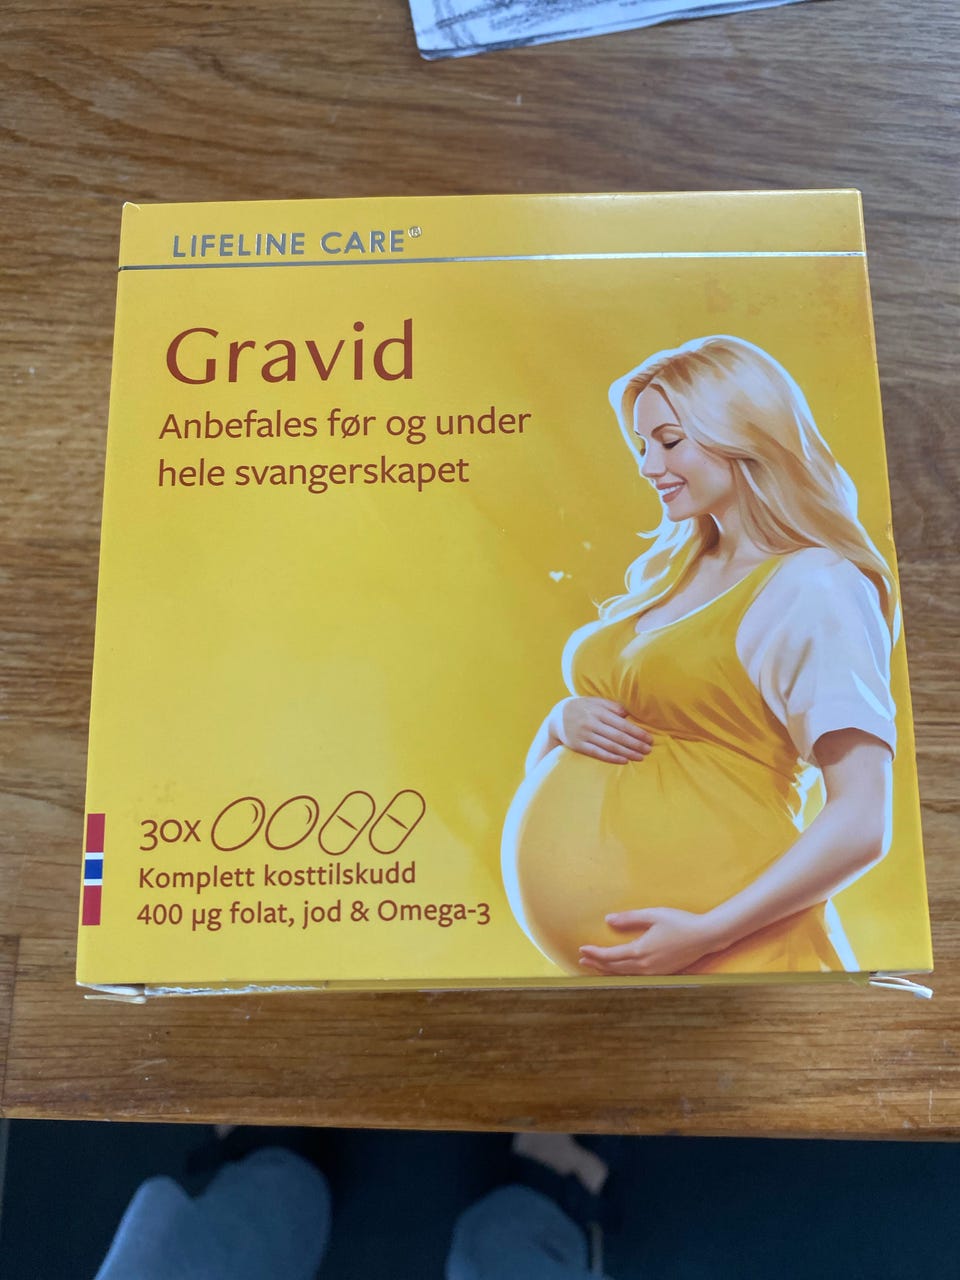 LIFELINE CARE®
Gravid
Anbefales før og under
hele svangerskapet
30x
Komplett kosttilskudd
400 µg folat, jod & Omega-3